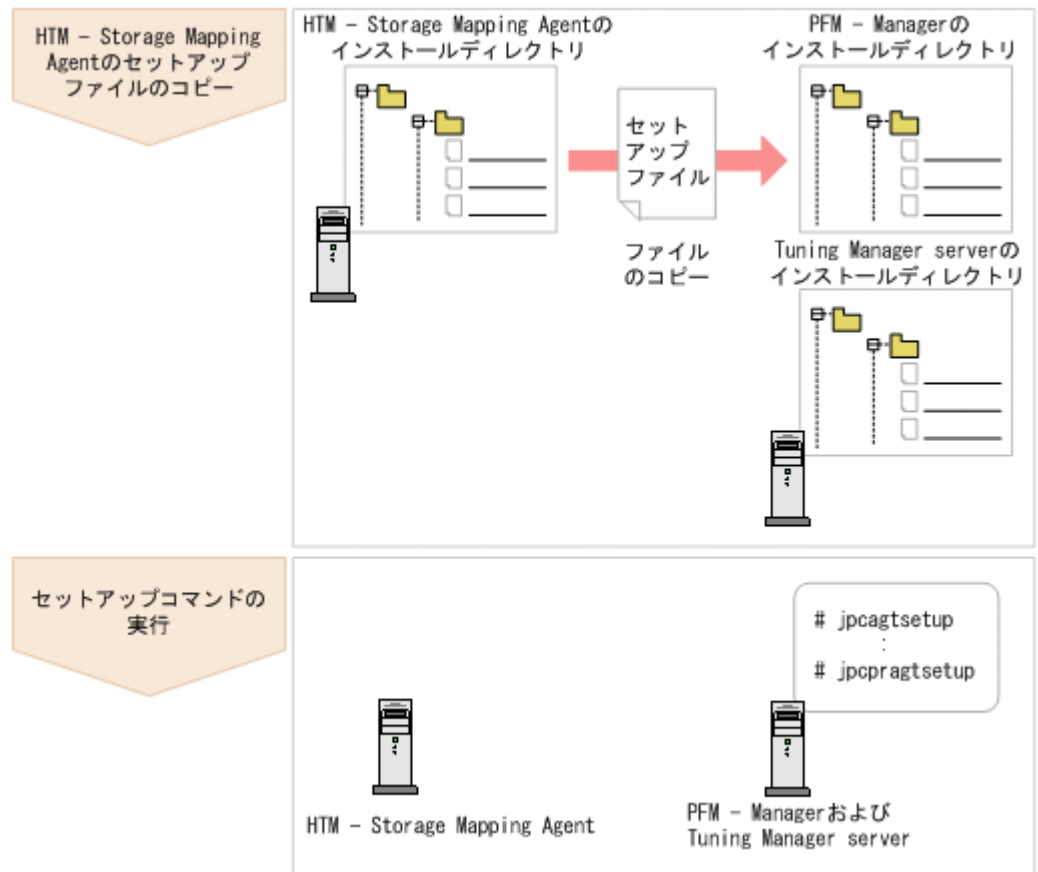 HTM - Storage Mapping
Agentのセットアップ
ファイルのコピー
HTM - Storage Mapping Agentの
インストールディレクトリ
セット
アップ
ファイル
ファイル
のコピー
PFM - Managerの
インストールディレクトリ
Tuning Manager serverの
インストールディレクトリ
セットアップコマンドの
実行
# jpcagtsetup
:
# jpcpragtsetup
HTM - Storage Mapping Agent
PFM - Managerおよび
Tuning Manager server